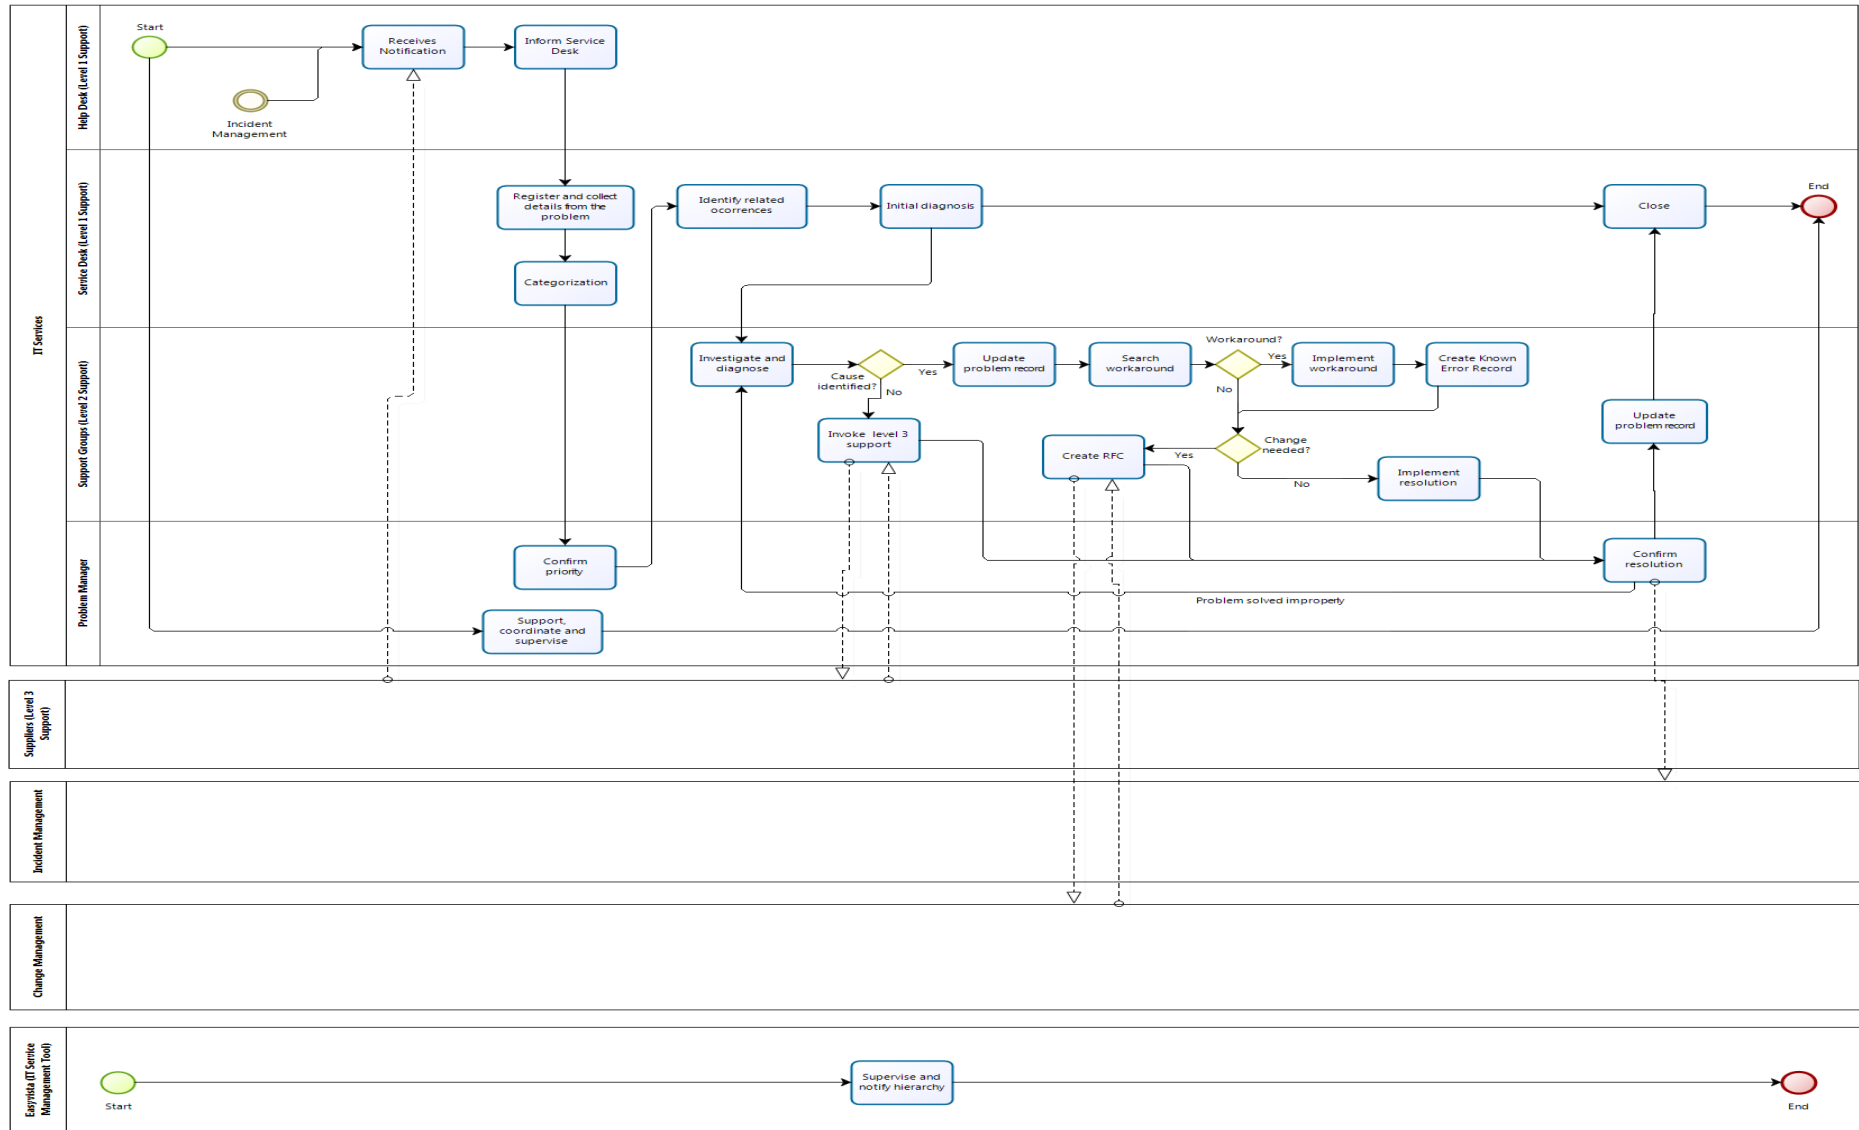 IT Services
Help Desk (Level 1 Support)
Start
Receives
Notification
Inform Service
Desk
Incident
Management
Service Desk (Level 1 Support)
Register and collect
details from the
problem
Identify related
ocorrences
Initial diagnosis
Close
End
Categorization
Support Groups (Level 2 Support)
Investigate and
diagnose
Cause
identified?
Yes
No
Update
problem record
Search
workaround
Workaround?
Yes
No
Implement
workaround
Create Known
Error Record
Invoke level 3
support
Create RFC
Yes
Change
needed?
No
Implement
resolution
Update
problem record
Problem Manager
Confirm
priority
Confirm
resolution
Problem solved improperly
Support,
coordinate and
supervise
Suppliers (Level 3
Support)
Incident Management
Change Management
Easyvista (IT Service
Management Tool)
Start
Supervise and
notify hierarchy
End